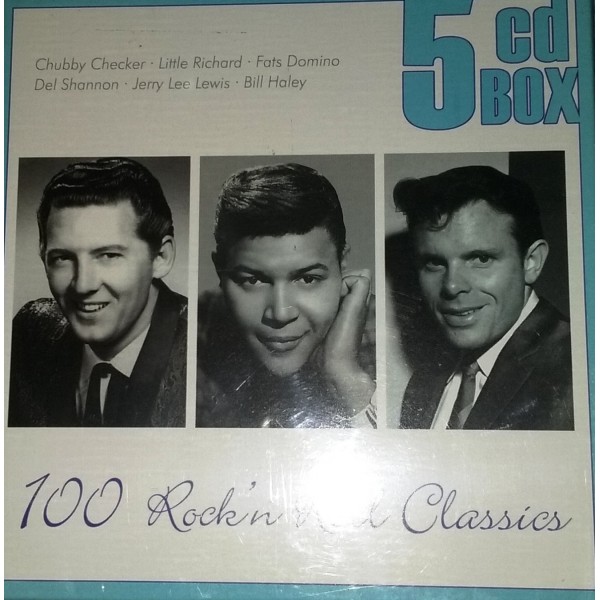 Chubby Checker · Little Richard · Fats Domino
Del Shannon · Jerry Lee Lewis · Bill Haley
5 cd
BOX
100 Rock'n Classics